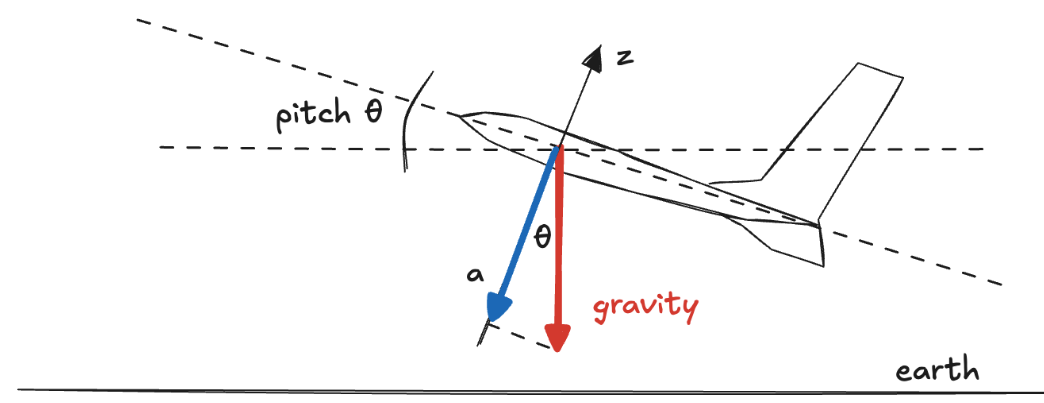 z
pitch θ
θ
a
gravity
earth